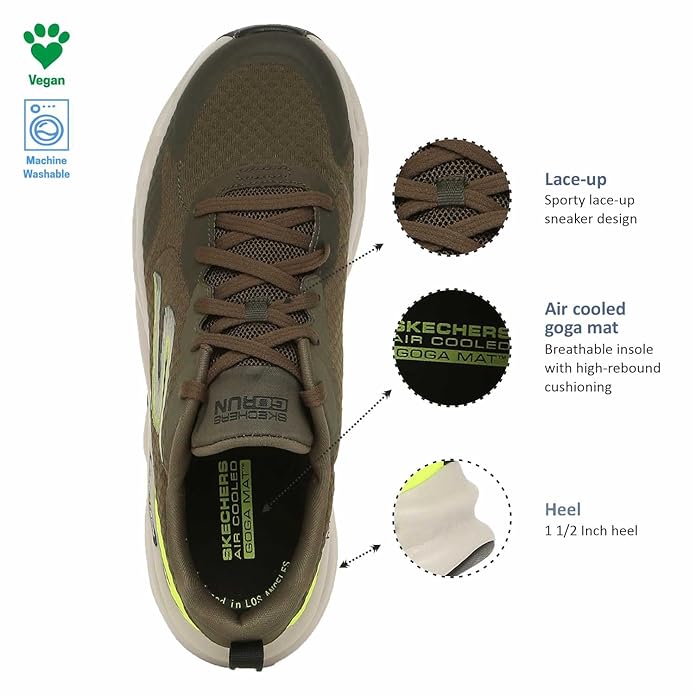 Vegan
Machine
Washable
Lace-up
Sporty lace-up
sneaker design
SKECHERS
AIR COOLED
GOGA MAT™
Air cooled
goga mat
Breathable insole
with high-rebound
cushioning
SKECHERS
GORUN
SKECHERS
AIR COOLED
GOGA MAT™
in LOS ANGELES
Heel
1 1/2 Inch heel